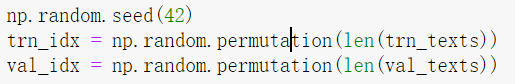 np.random.seed(42)
trn_idx = np.random.permutation(len(trn_texts))
val_idx = np.random.permutation(len(val_texts))